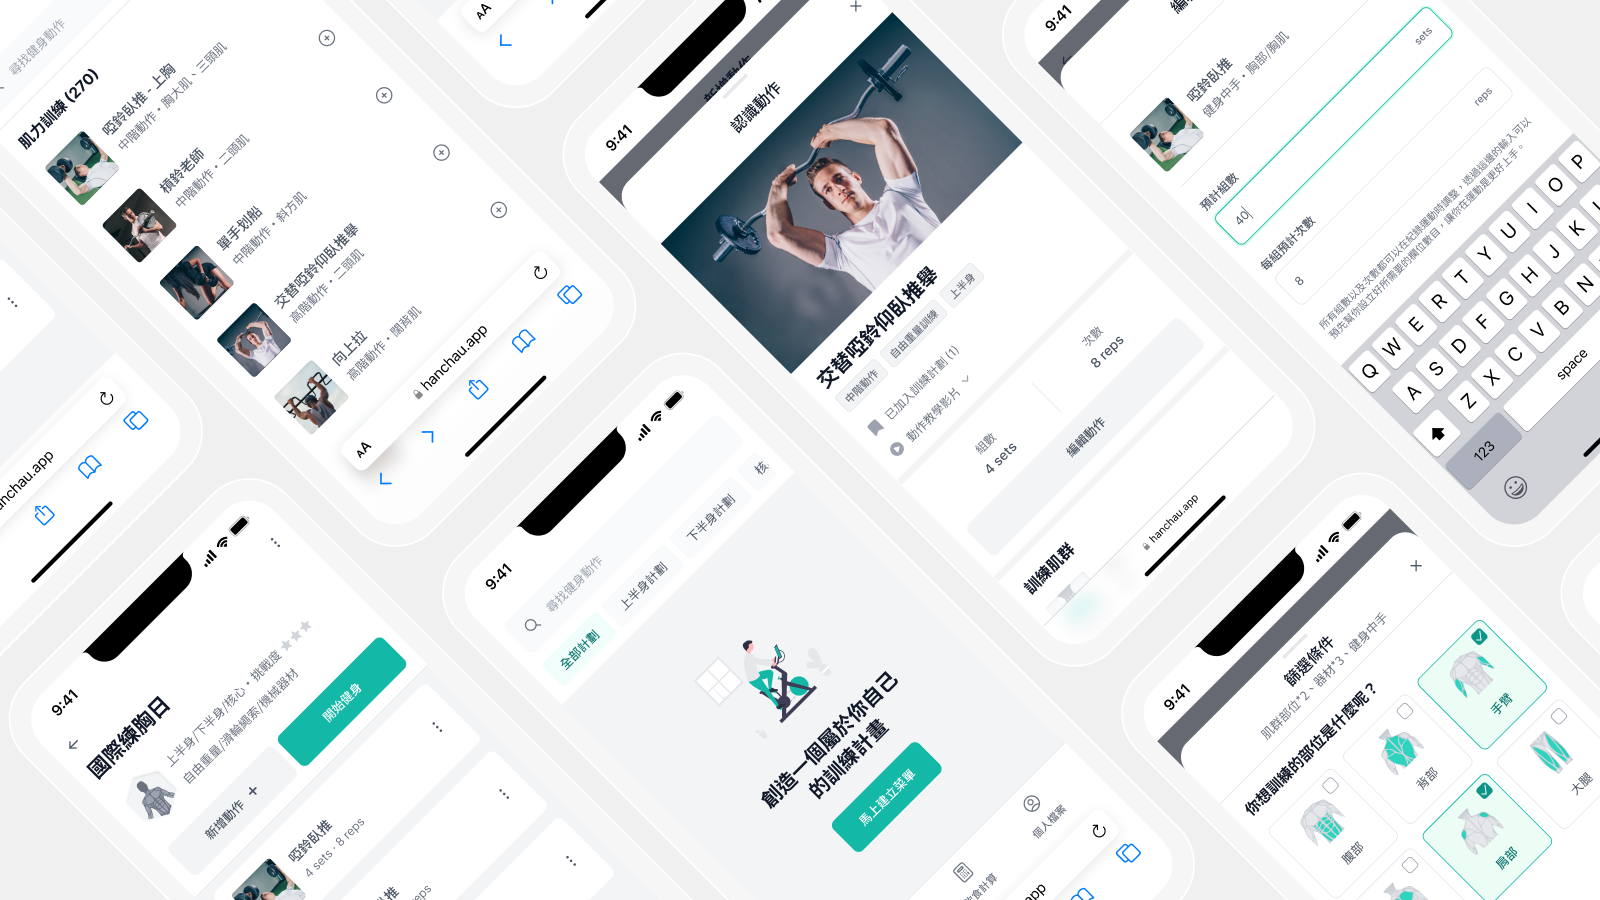 尋找健身動作
肌力訓練 (270)
啞鈴臥推 - 上胸
中階動作・胸大肌、三頭肌
槓鈴老師
中階動作・二頭肌
單手划船
中階動作・斜方肌
交替啞鈴仰臥推舉
高階動作・二頭肌
向上拉
高階動作・闊背肌
AA
hanchau.app
AA
9:41
認識動作
交替啞鈴仰臥推舉
中階動作
自由重量訓練
上半身
已加入訓練計劃 (1)
動作教學影片
組數
4 sets
次數
8 reps
編輯動作
訓練肌群
hanchau.app
9:41
啞鈴臥推
健身中手・胸部/胸肌
預計組數
40
sets
每組預計次數
8
reps
所有組數以及次數都可以在紀錄運動時調整，透過這邊的輸入可以
預先幫你設立好所需要的欄位數目，讓你在運動是更好上手。
Q W E R T Y U I O P
A S D F G H J K
Z X C V B N
123
space
hanchau.app
9:41
國際練胸日
上半身/下半身/核心・挑戰度
自由重量/滑輪繩索/機械器材
新增動作
開始健身
啞鈴臥推
4 sets · 8 reps
推
reps
9:41
尋找健身動作
全部計劃
上半身計劃
下半身計劃
核
創造一個屬於你自己
的訓練計畫
馬上建立菜單
飲食計算
個人檔案
app
9:41
篩選條件
肌群部位*2、器材*3、健身中手
你想訓練的部位是什麼呢？
腹部
背部
手臂
肩部
大腿